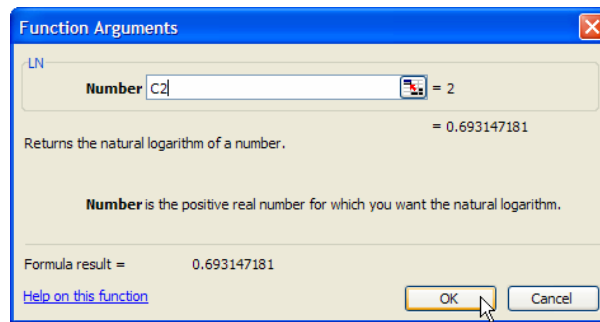 Function Arguments
LN
Number C2 = 2
= 0.693147181
Returns the natural logarithm of a number.
Number is the positive real number for which you want the natural logarithm.
Formula result = 0.693147181
Help on this function OK Cancel